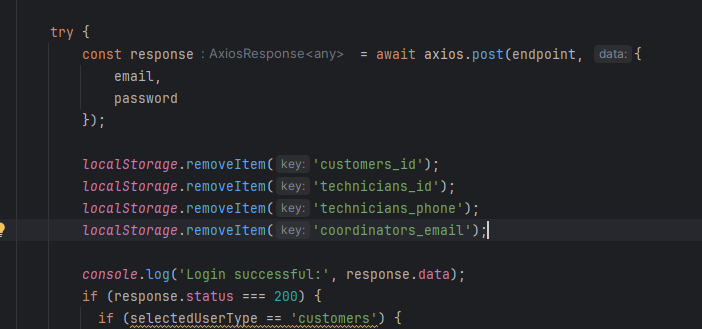 try {
const response : AxiosResponse<any> = await axios.post(endpoint, data: {
email,
password
});
localStorage.removeItem( key: 'customers_id');
localStorage.removeItem( key: 'technicians_id');
localStorage.removeItem( key: 'technicians_phone');
localStorage.removeItem( key: 'coordinators_email');
console.log('Login successful:', response.data);
if (response.status === 200) {
if (selectedUserType == 'customers') {